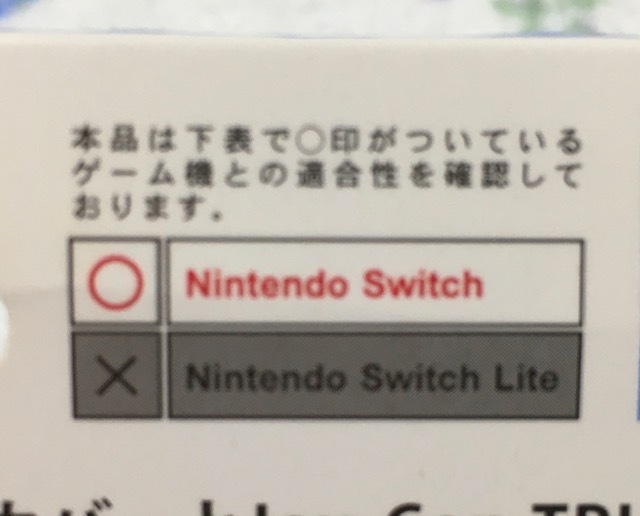 本品は下表で○印がついている
ゲーム機との適合性を確認して
おります。
○ Nintendo Switch
× Nintendo Switch Lite